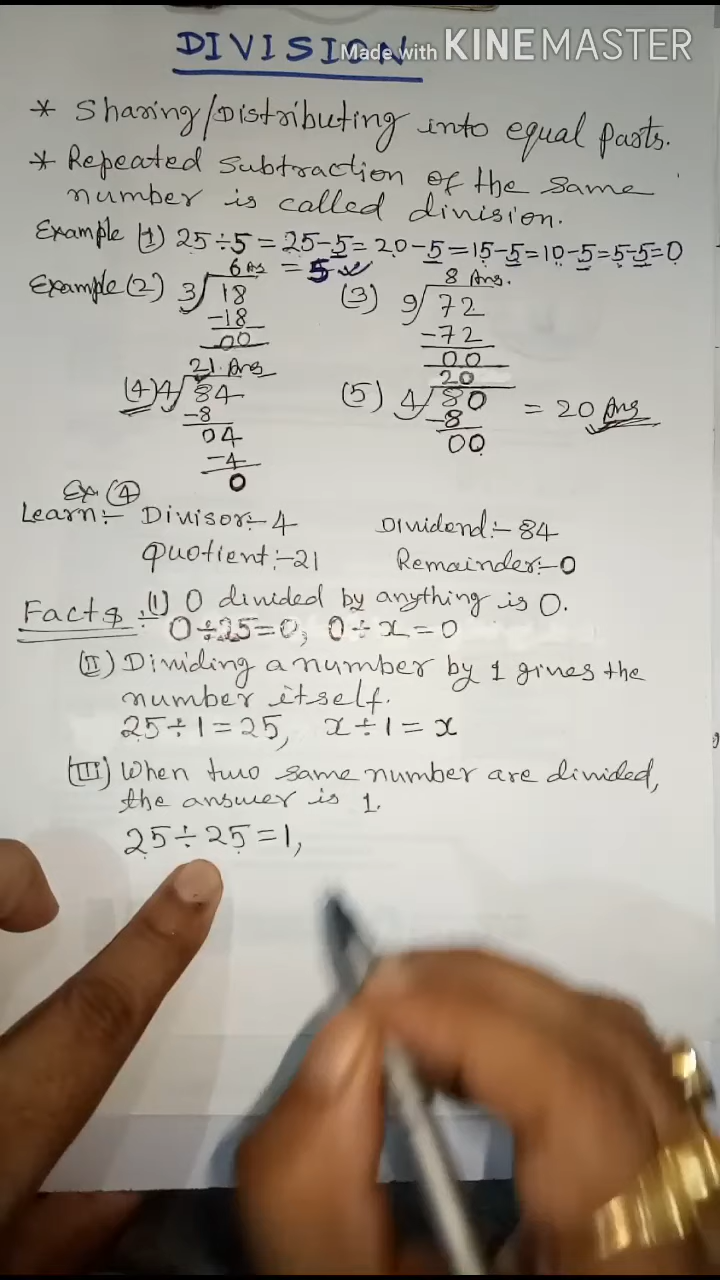 DIVISION
Made with KINEMASTER
* Sharing/Distributing into equal parts.
* Repeated subtraction of the same
number is called division.
Example (1) 25÷5=25-5=20-5=15-5=10-5=5-5=0
= 5
Example (2) 3)18 6 Ans
-18
00
(3) 9)72 8 Ans.
-72
00
(4) 4)84 21. Ans
-8
04
-4
0
(5) 4)80 20 = 20 Ans
-8
00
Ex. (4)
Learn:- Divisor:-4 Dividend:-84
Quotient:-21 Remainder:-0
Facts:- (I) 0 divided by anything is 0.
0÷25=0, 0÷x=0
(II) Dividing a number by 1 gives the
number itself.
25÷1=25, x÷1=x
(III) When two same number are divided,
the answer is 1.
25÷25=1,